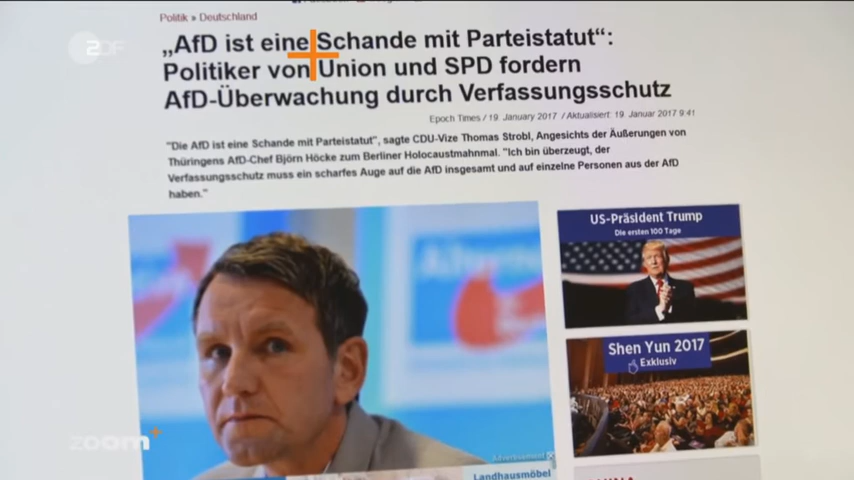 Politik » Deutschland
ZDF
„AfD ist eine Schande mit Parteistatut“:
Politiker von Union und SPD fordern
AfD-Überwachung durch Verfassungsschutz
Epoch Times / 19. January 2017 / Aktualisiert: 19. Januar 2017 9:41
"Die AfD ist eine Schande mit Parteistatut", sagte CDU-Vize Thomas Strobl, Angesichts der Äußerungen von
Thüringens AfD-Chef Björn Höcke zum Berliner Holocaustmahnmal. "Ich bin überzeugt, der
Verfassungsschutz muss ein scharfes Auge auf die AfD insgesamt und auf einzelne Personen aus der AfD
haben."
US-Präsident Trump
Die ersten 100 Tage
Shen Yun 2017
Exklusiv
zoom+
Advertisement
Landhausmöbel